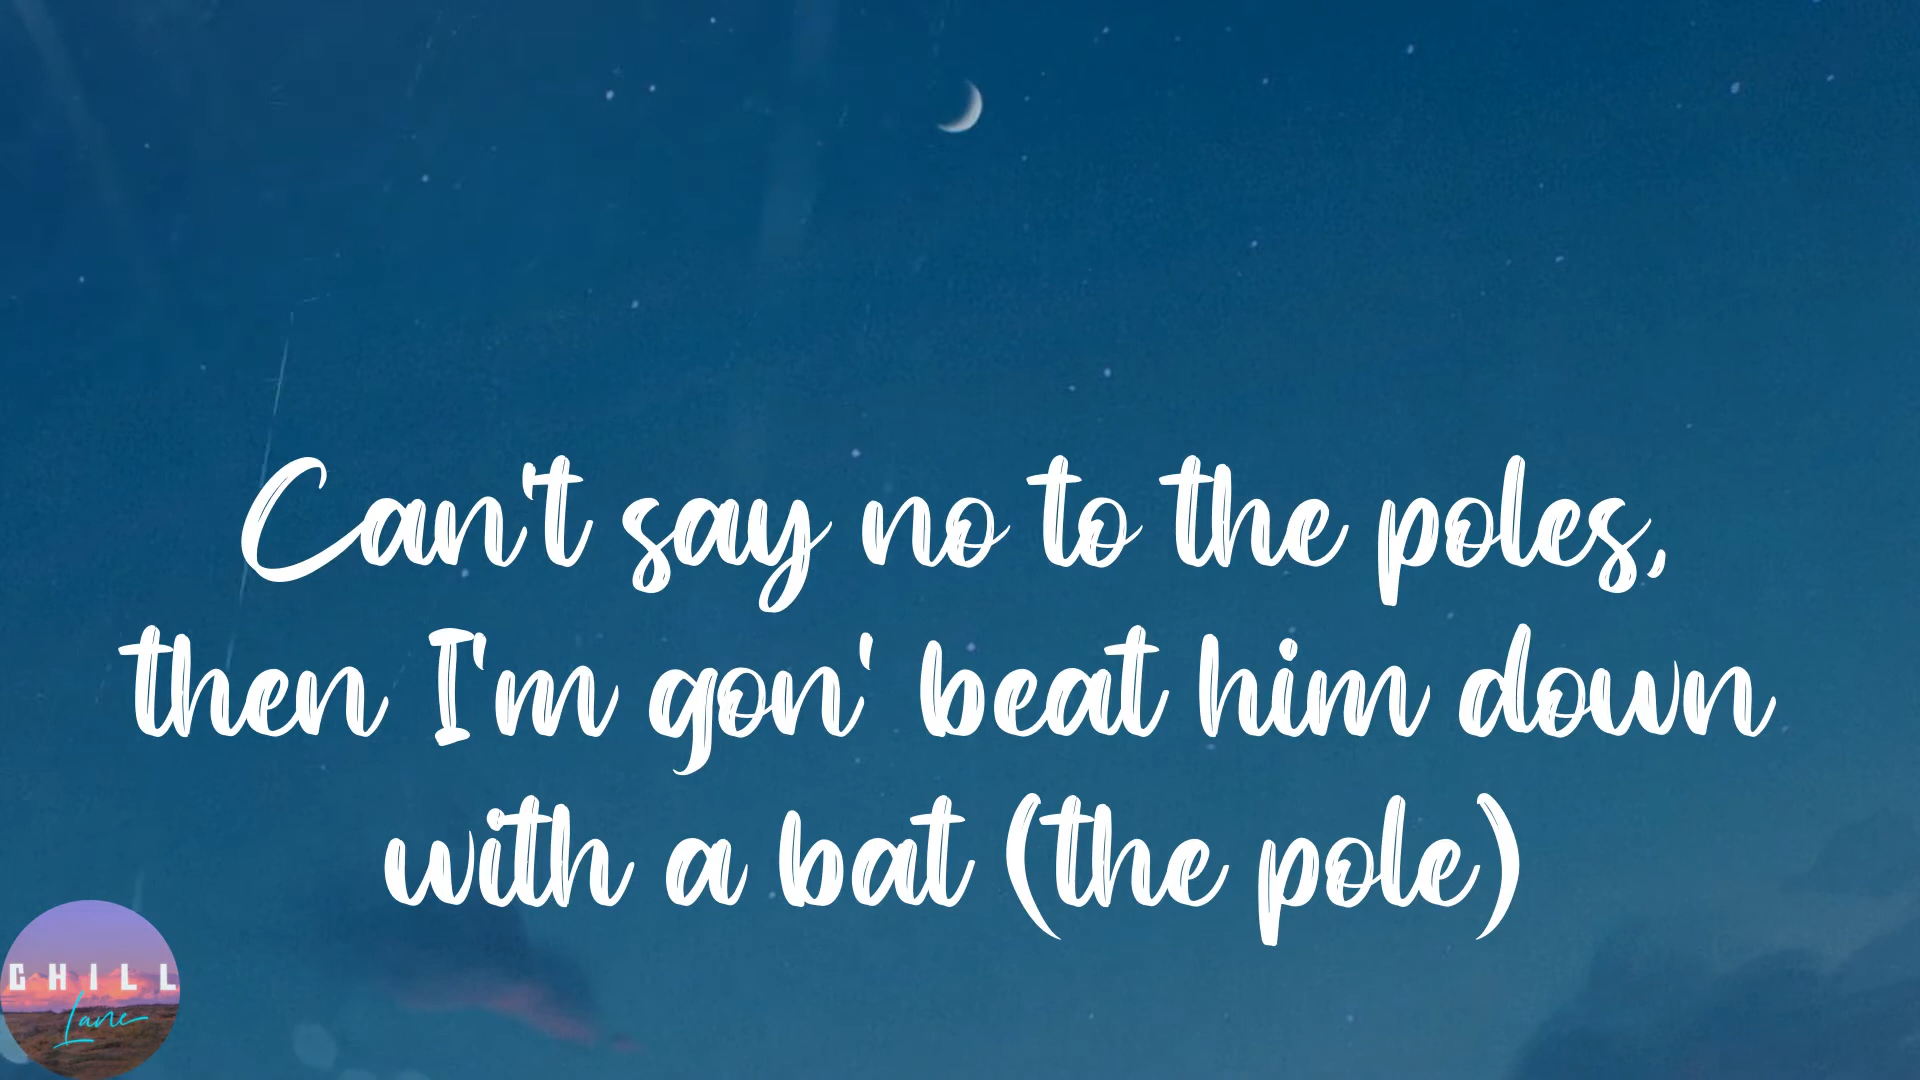 Can't say no to the poles,
then I'm gon' beat him down
with a bat (the pole)
CHILL
Lane